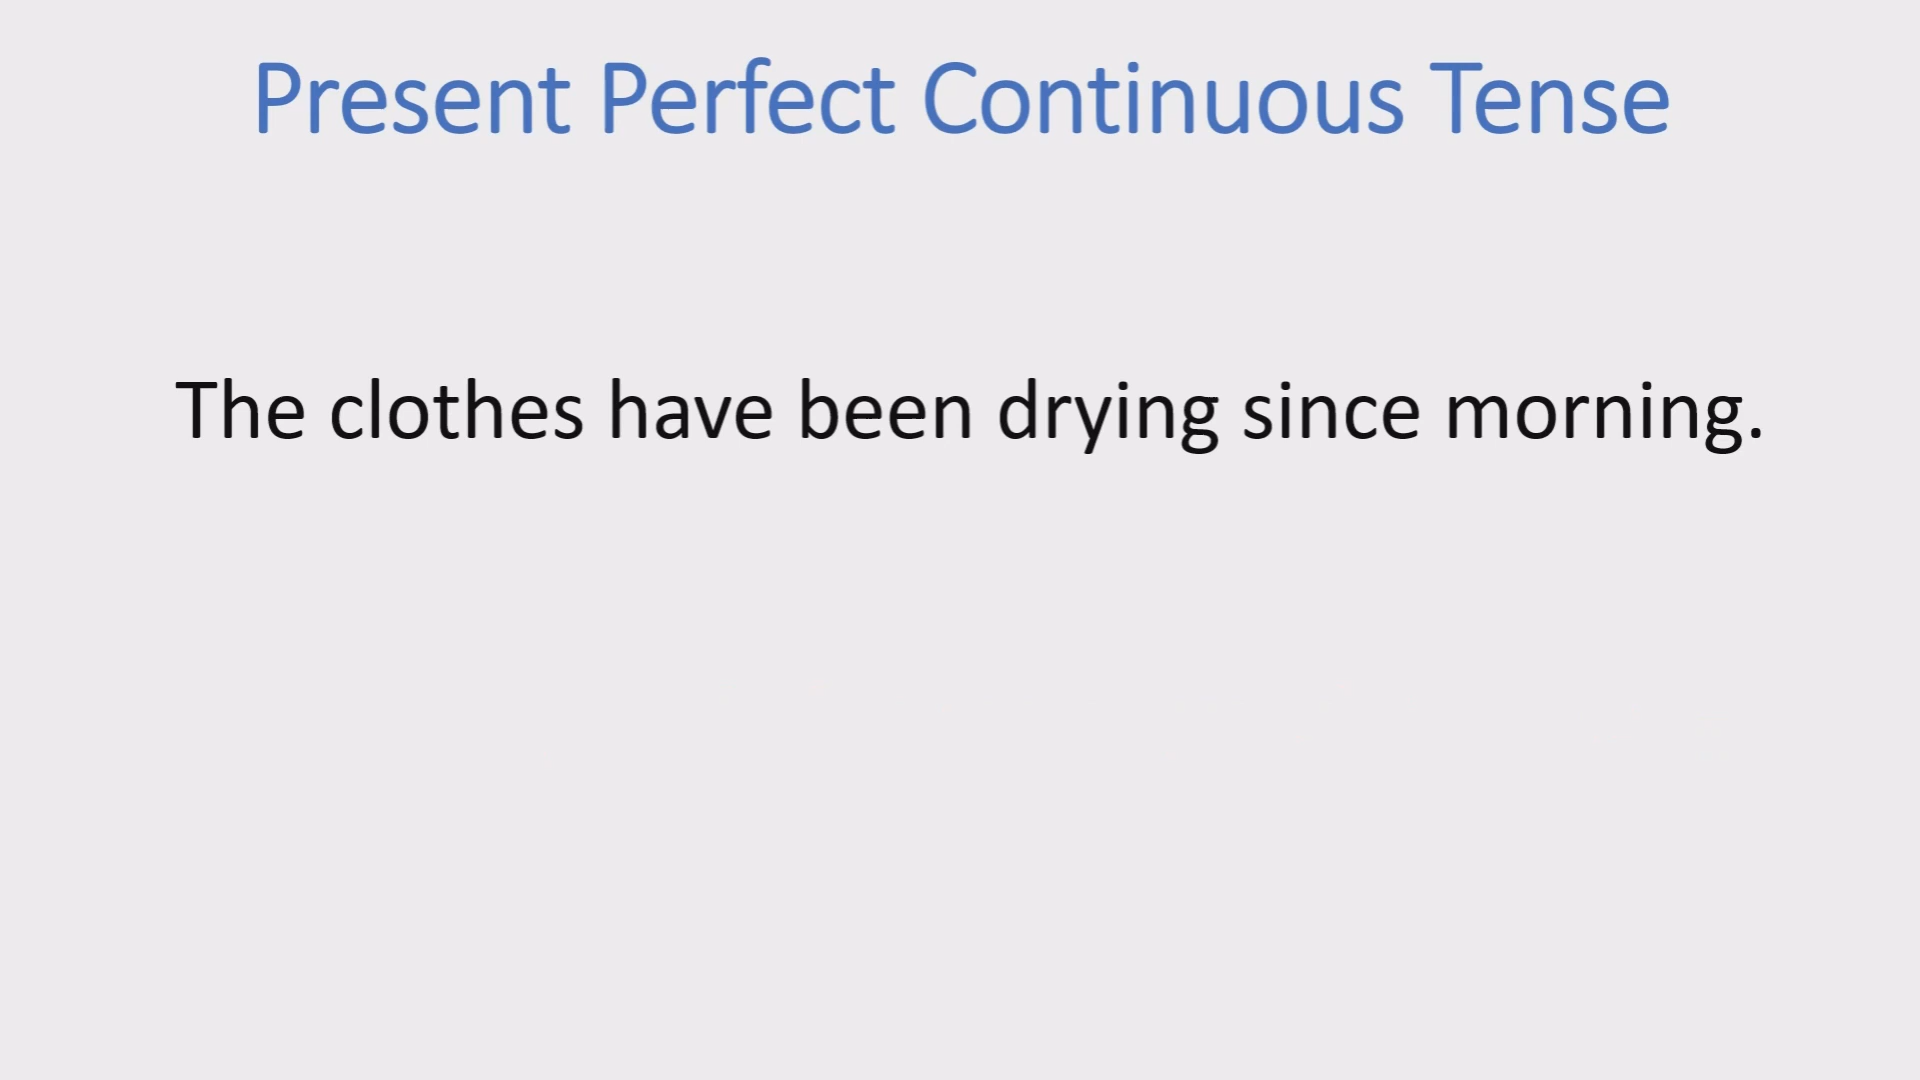 Present Perfect Continuous Tense
The clothes have been drying since morning.